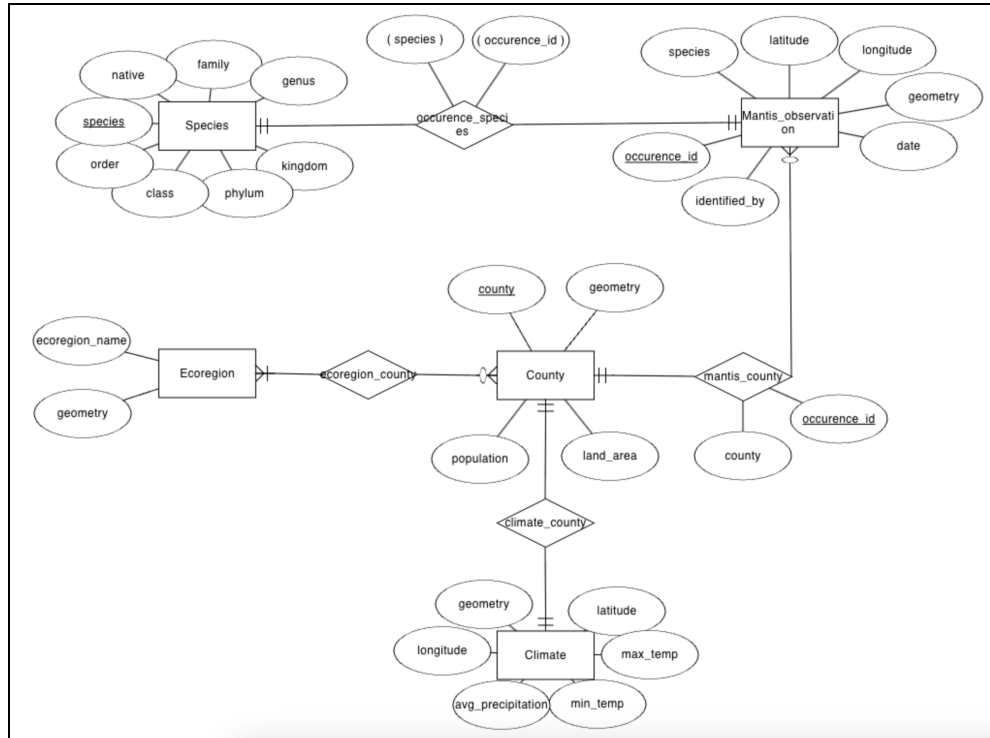 ( species )
( occurence_id )
latitude
species
longitude
family
native
genus
geometry
species
Species
occurence_speci
es
Mantis_observati
on
date
order
kingdom
occurence_id
class
phylum
identified_by
county
geometry
ecoregion_name
Ecoregion
ecoregion_county
County
mantis_county
geometry
occurence_id
population
land_area
county
climate_county
geometry
latitude
longitude
Climate
max_temp
avg_precipitation
min_temp